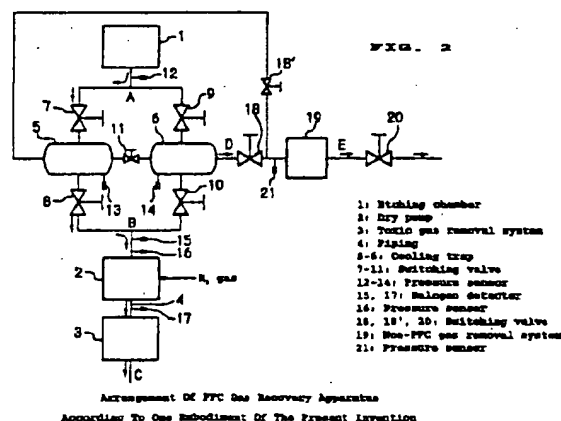 FIG. 2
1
12
18'
A
7
9
5
11
6
D
18
19
E
20
8
13
14
10
21
B
15
16
2
N₂ gas
4
17
3
C
1: Etching chamber
2: Dry pump
3: Toxic gas removal system
4: Piping
5-6: Cooling trap
7-11: Switching valve
12-14: Pressure sensor
15, 17: Halogen detector
16: Pressure sensor
18, 18', 20: Switching valve
19: Non-PFC gas removal system
21: Pressure sensor
Arrangement Of PFC Gas Recovery Apparatus
According To One Embodiment Of The Present Invention